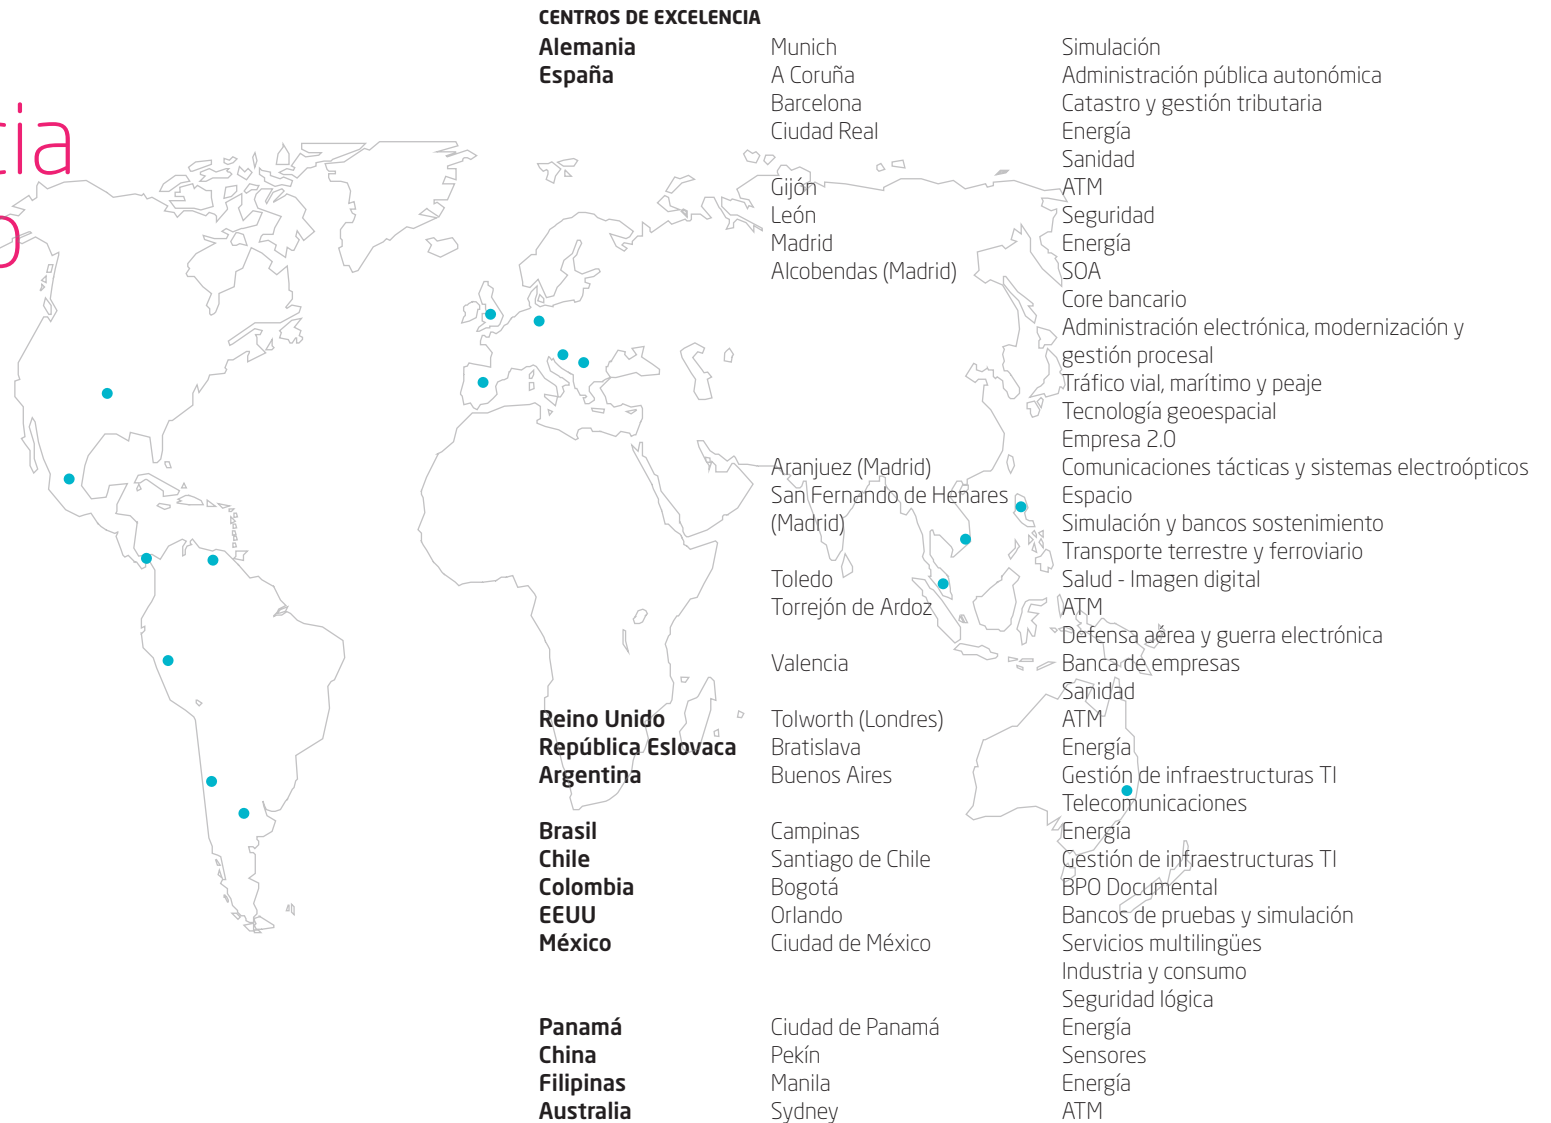 cia
o
CENTROS DE EXCELENCIA
Alemania Munich Simulación
España A Coruña Administración pública autonómica
Barcelona Catastro y gestión tributaria
Ciudad Real Energía
Sanidad
Gijón ATM
León Seguridad
Madrid Energía
Alcobendas (Madrid) SOA
Core bancario
Administración electrónica, modernización y
gestión procesal
Tráfico vial, marítimo y peaje
Tecnología geoespacial
Empresa 2.0
Aranjuez (Madrid) Comunicaciones tácticas y sistemas electroópticos
San Fernando de Henares Espacio
(Madrid) Simulación y bancos sostenimiento
Transporte terrestre y ferroviario
Toledo Salud - Imagen digital
Torrejón de Ardoz ATM
Defensa aérea y guerra electrónica
Valencia Banca de empresas
Sanidad
Reino Unido Tolworth (Londres) ATM
República Eslovaca Bratislava Energía
Argentina Buenos Aires Gestión de infraestructuras TI
Telecomunicaciones
Brasil Campinas Energía
Chile Santiago de Chile Gestión de infraestructuras TI
Colombia Bogotá BPO Documental
EEUU Orlando Bancos de pruebas y simulación
México Ciudad de México Servicios multilingües
Industria y consumo
Seguridad lógica
Panamá Ciudad de Panamá Energía
China Pekín Sensores
Filipinas Manila Energía
Australia Sydney ATM